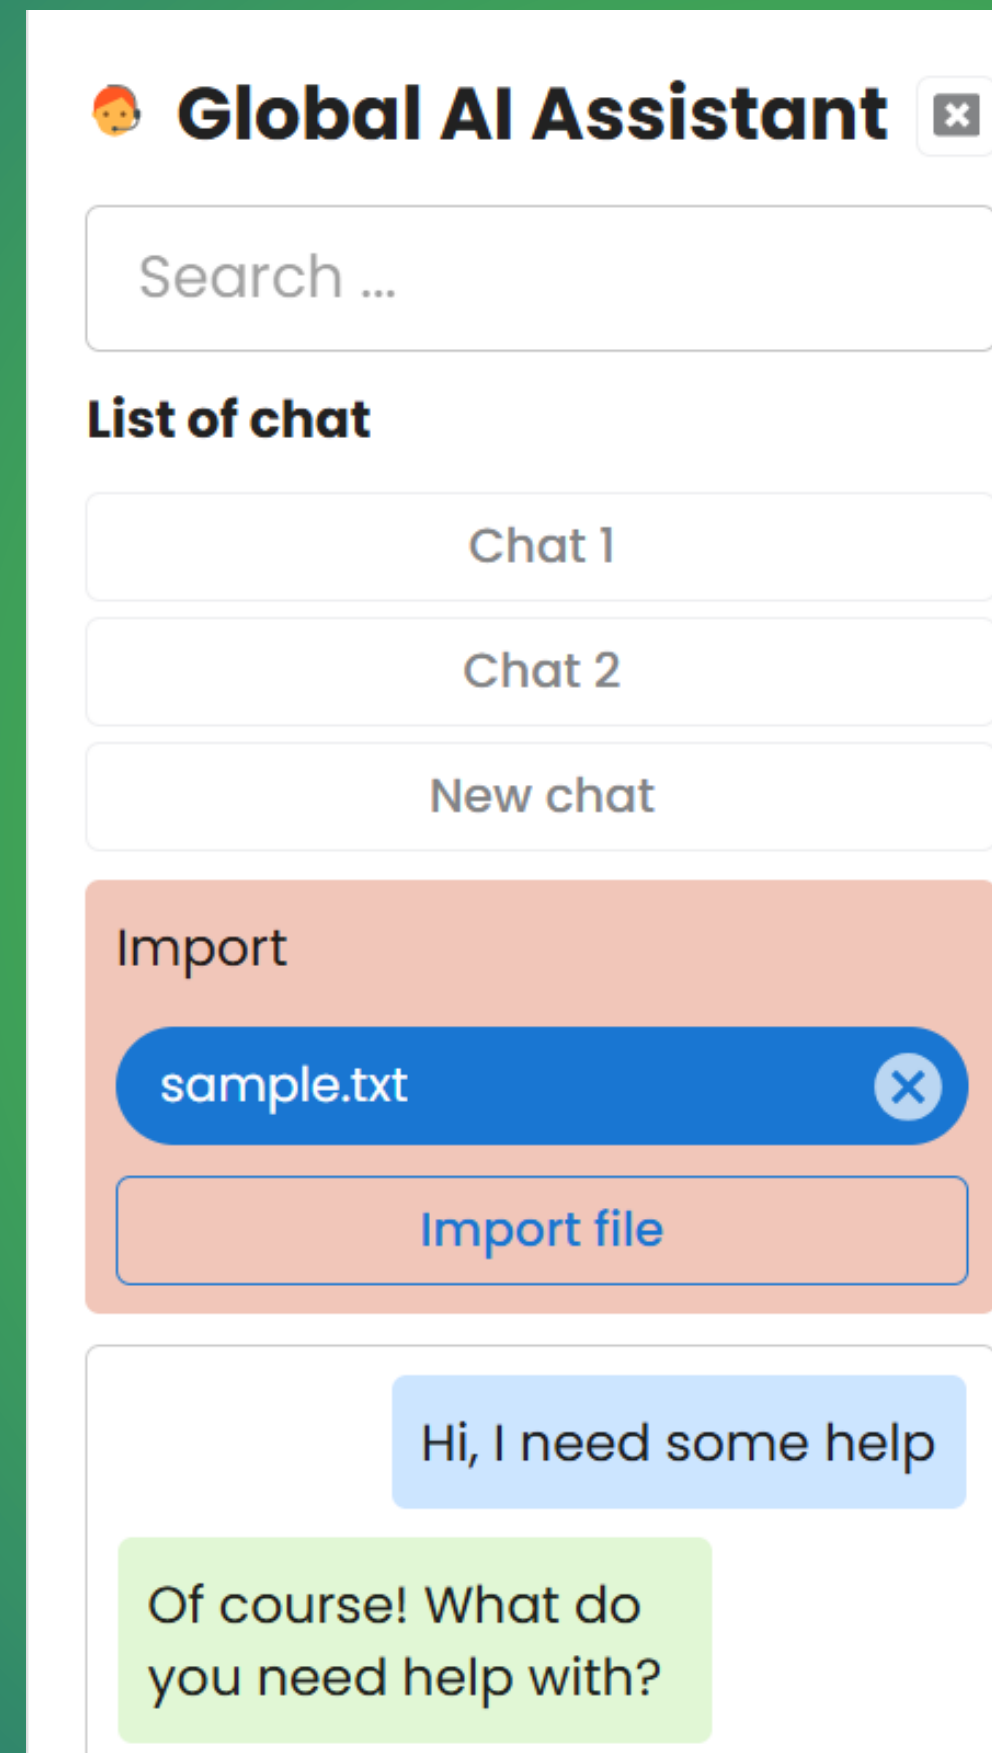 Global AI Assistant
Search ...
List of chat
Chat 1
Chat 2
New chat
Import
sample.txt
Import file
Hi, I need some help
Of course! What do
you need help with?